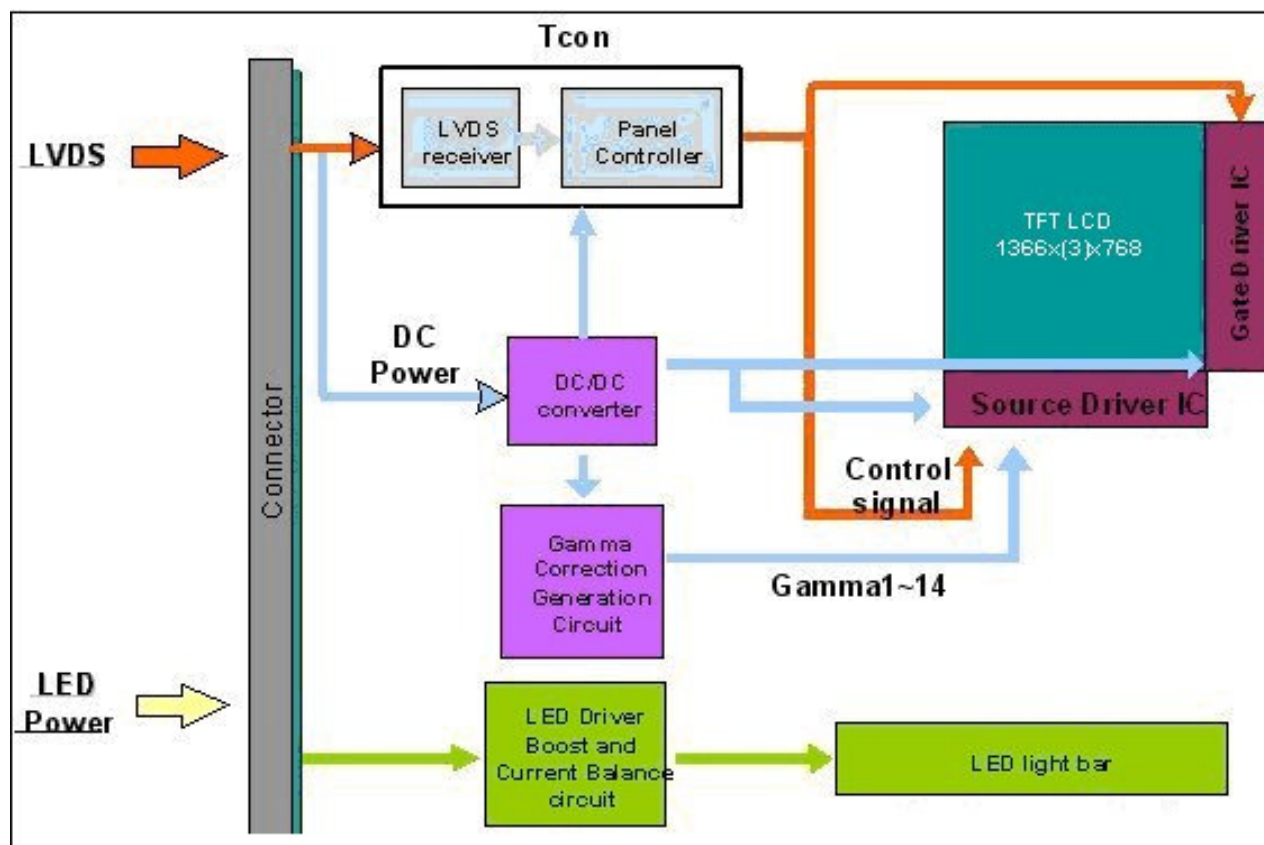 Tcon
LVDS
LVDS
receiver
Panel
Controller
TFT LCD
1366x(3)x768
Gate Driver IC
DC
Power
DC/DC
converter
Source Driver IC
Connector
Control
signal
Gamma
Correction
Generation
Circuit
Gamma1~14
LED
Power
LED Driver
Boost and
Current Balance
circuit
LED light bar